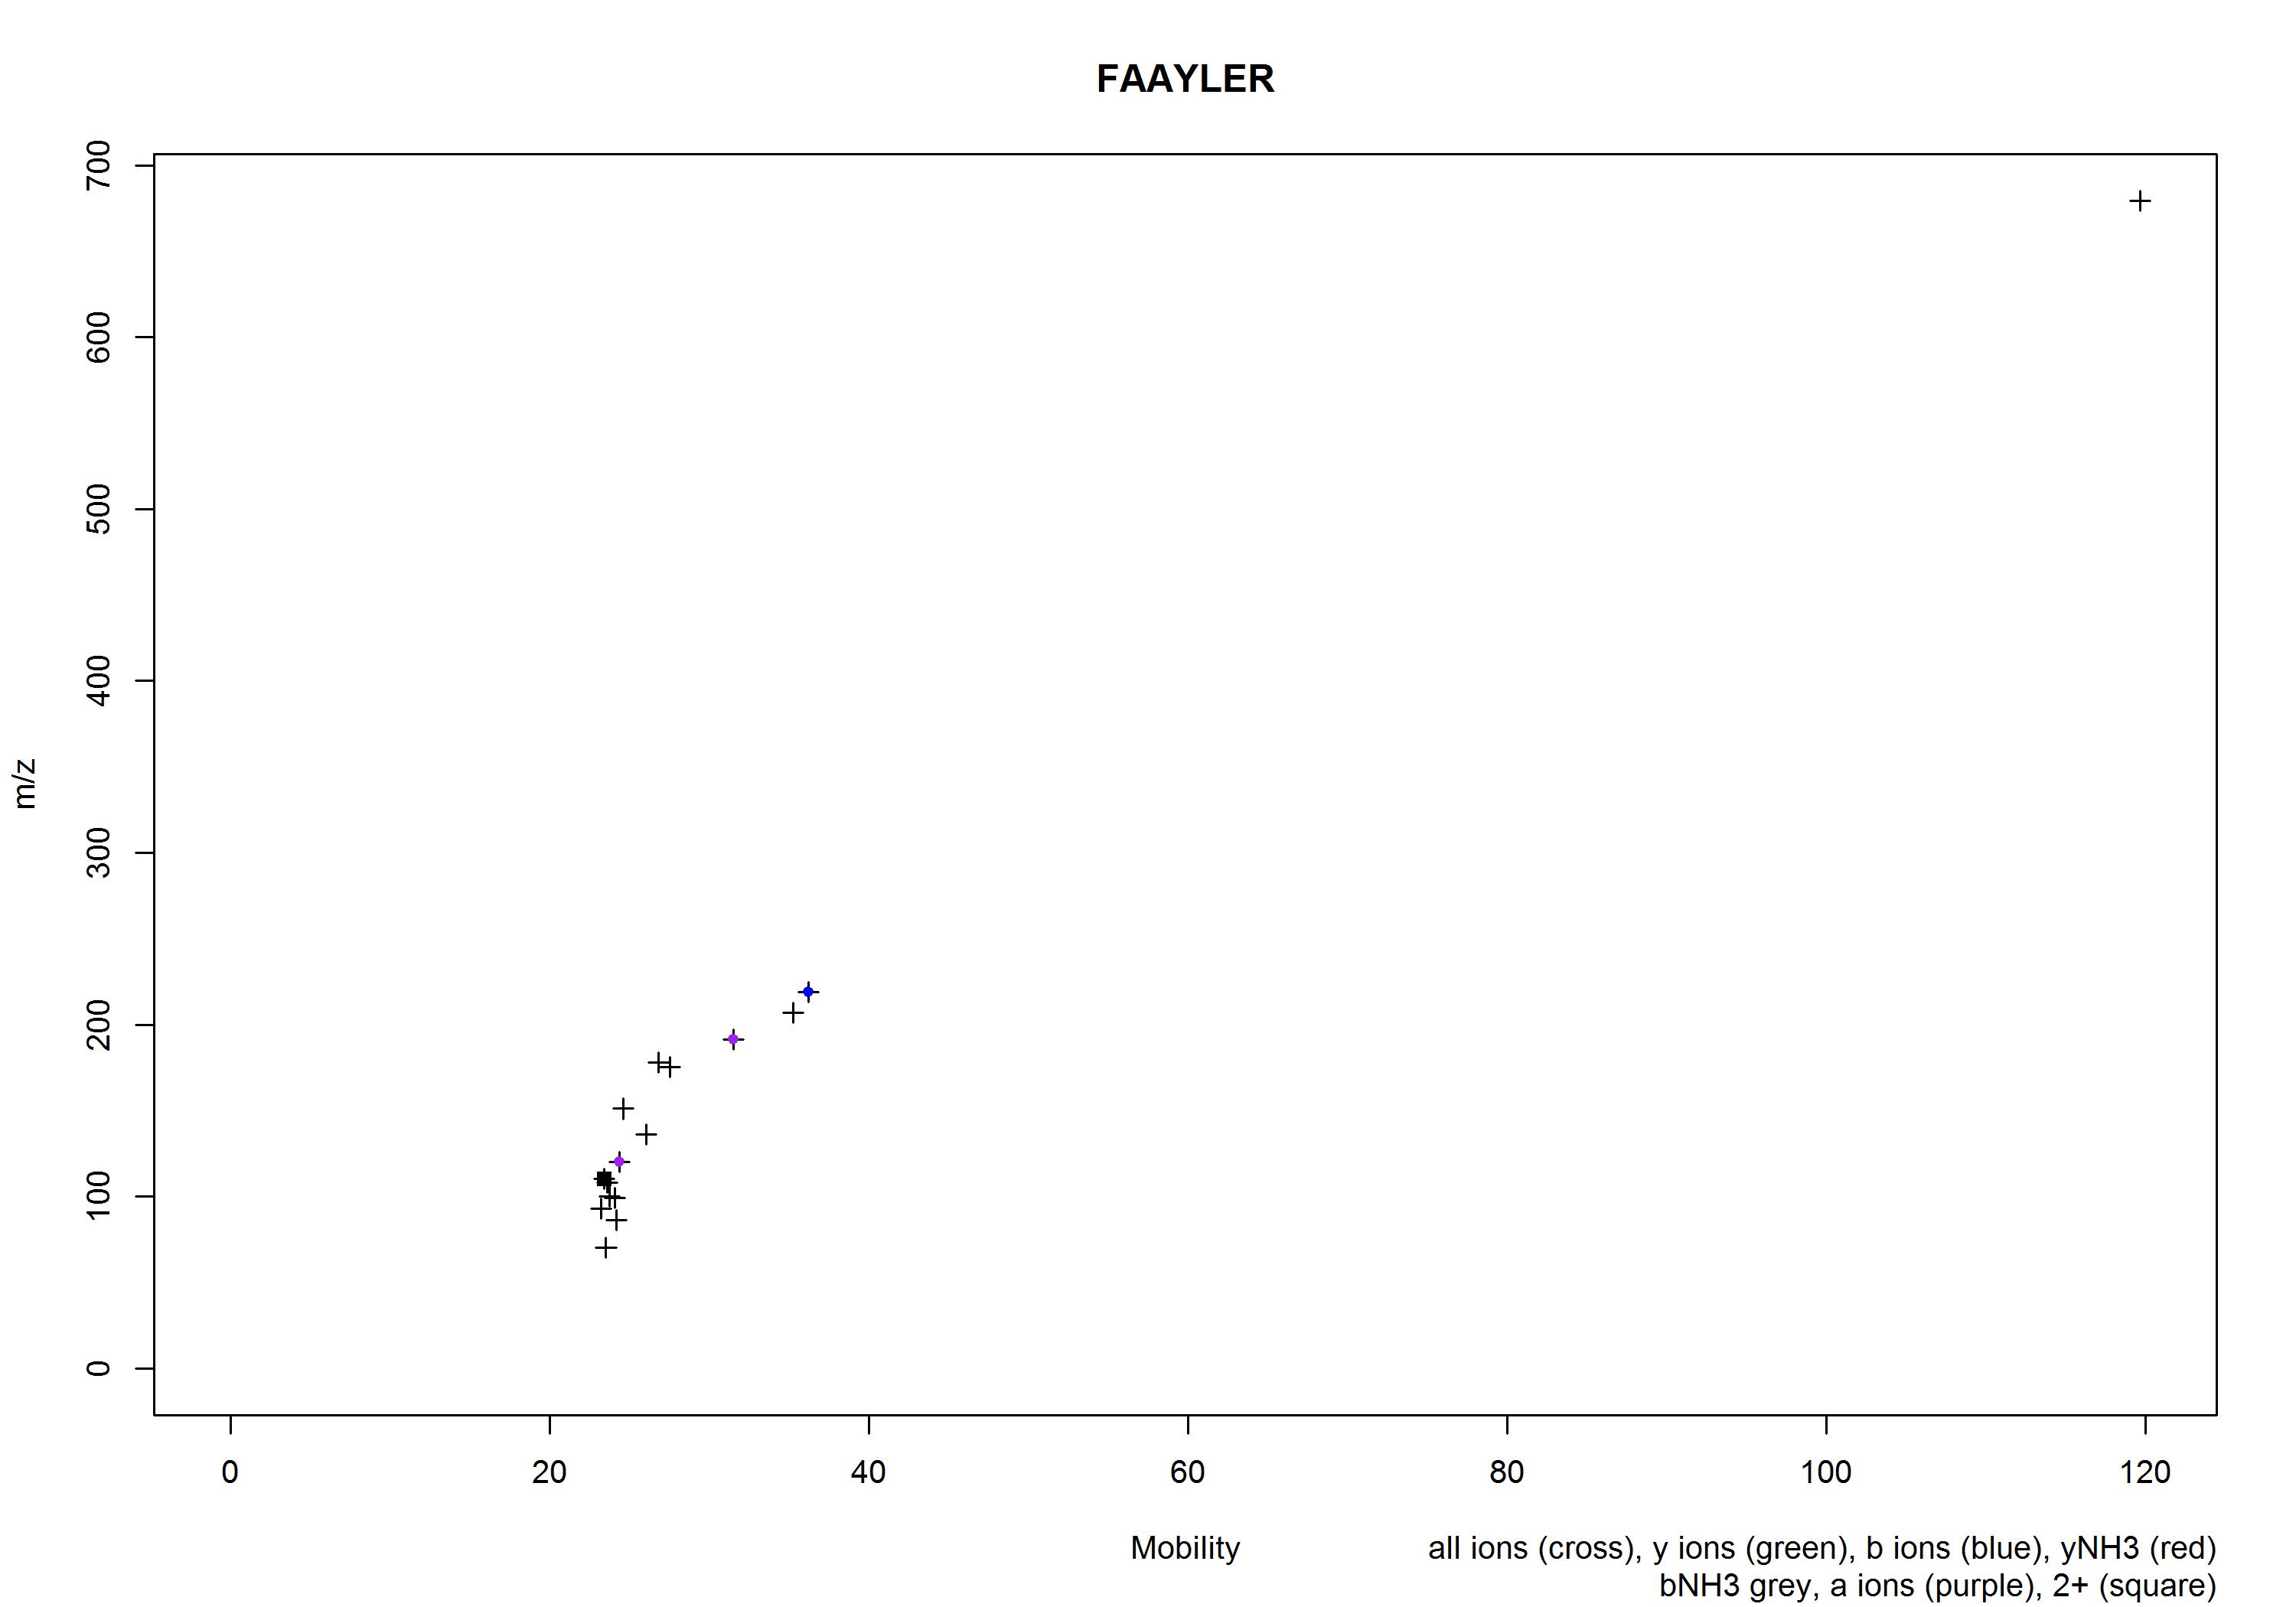 FAAYLER
700
600
500
400
300
200
100
0
m/z
0 20 40 60 80 100 120
Mobility
all ions (cross), y ions (green), b ions (blue), yNH3 (red)
bNH3 grey, a ions (purple), 2+ (square)